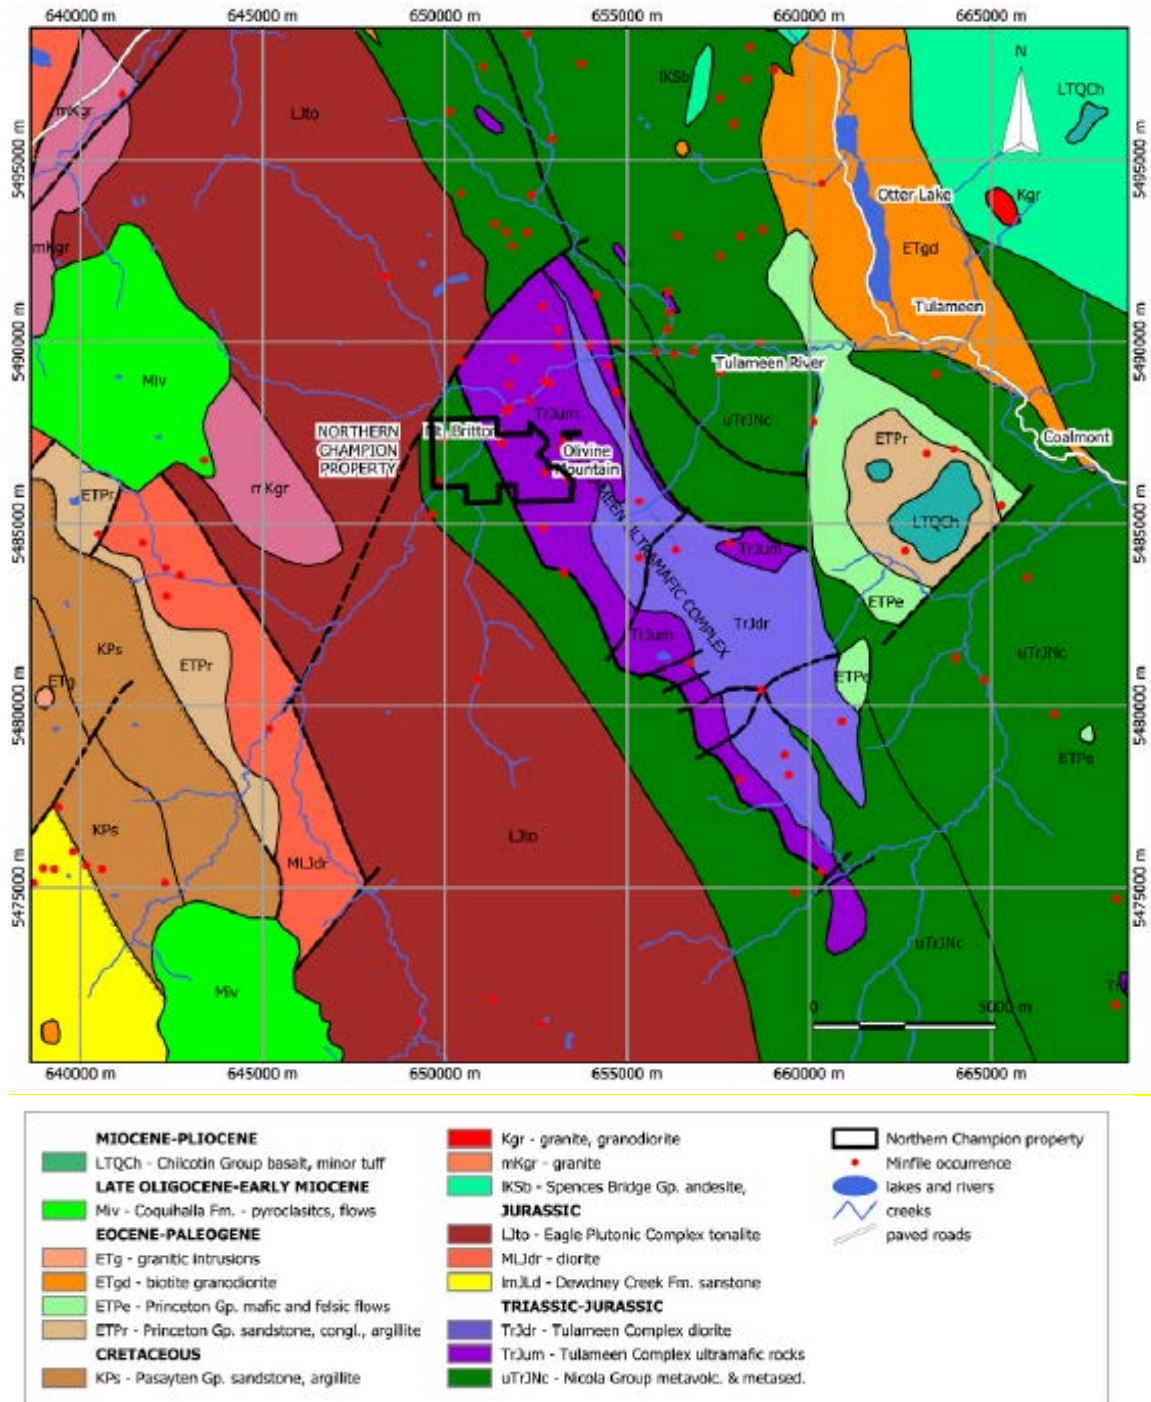 640000 m 645000 m 650000 m 655000 m 660000 m 665000 m
5495000 m
5490000 m
5485000 m
5480000 m
5475000 m
5495000 m
5490000 m
5485000 m
5480000 m
5475000 m
N
mKgr
LJto
lKSb
LTQCh
Otter Lake
Kgr
mKgr
ETgd
Tulameen
Miv
Tulameen River
TrJum
uTrJNc
ETPr
Coalmont
NORTHERN
CHAMPION
PROPERTY
Mt. Britton
Olivine
Mountain
mKgr
ETPr
LTQCh
TrJum
ETPe
ULTRAMAFIC COMPLEX
TrJum
TrJdr
KPs
ETPr
ETg
uTrJNc
ETPe
ETPe
KPs
LJto
MLJdr
uTrJNc
Miv
0 5000 m
640000 m 645000 m 650000 m 655000 m 660000 m 665000 m
MIOCENE-PLIOCENE
LTQCh - Chilcotin Group basalt, minor tuff
LATE OLIGOCENE-EARLY MIOCENE
Miv - Coquihalla Fm. - pyroclasitcs, flows
EOCENE-PALEOGENE
ETg - granitic intrusions
ETgd - biotite granodiorite
ETPe - Princeton Gp. mafic and felsic flows
ETPr - Princeton Gp. sandstone, congl., argillite
CRETACEOUS
KPs - Pasayten Gp. sandstone, argillite
Kgr - granite, granodiorite
mKgr - granite
lKSb - Spences Bridge Gp. andesite,
JURASSIC
LJto - Eagle Plutonic Complex tonalite
MLJdr - diorite
lmJLd - Dewdney Creek Fm. sanstone
TRIASSIC-JURASSIC
TrJdr - Tulameen Complex diorite
TrJum - Tulameen Complex ultramafic rocks
uTrJNc - Nicola Group metavolc. & metased.
Northern Champion property
Minfile occurrence
lakes and rivers
creeks
paved roads